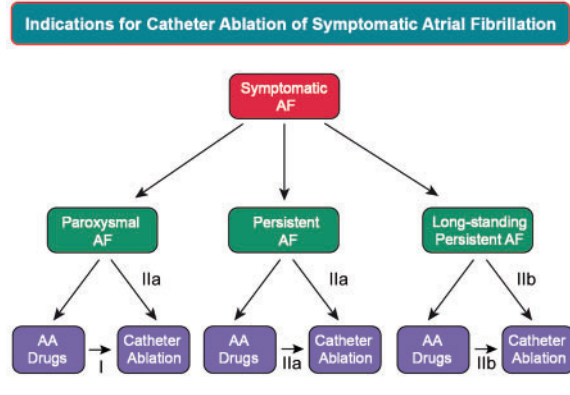 Indications for Catheter Ablation of Symptomatic Atrial Fibrillation
Symptomatic
AF
Paroxysmal
AF
Persistent
AF
Long-standing
Persistent AF
IIa
IIa
IIb
AA
Drugs
I
Catheter
Ablation
AA
Drugs
IIa
Catheter
Ablation
AA
Drugs
IIb
Catheter
Ablation